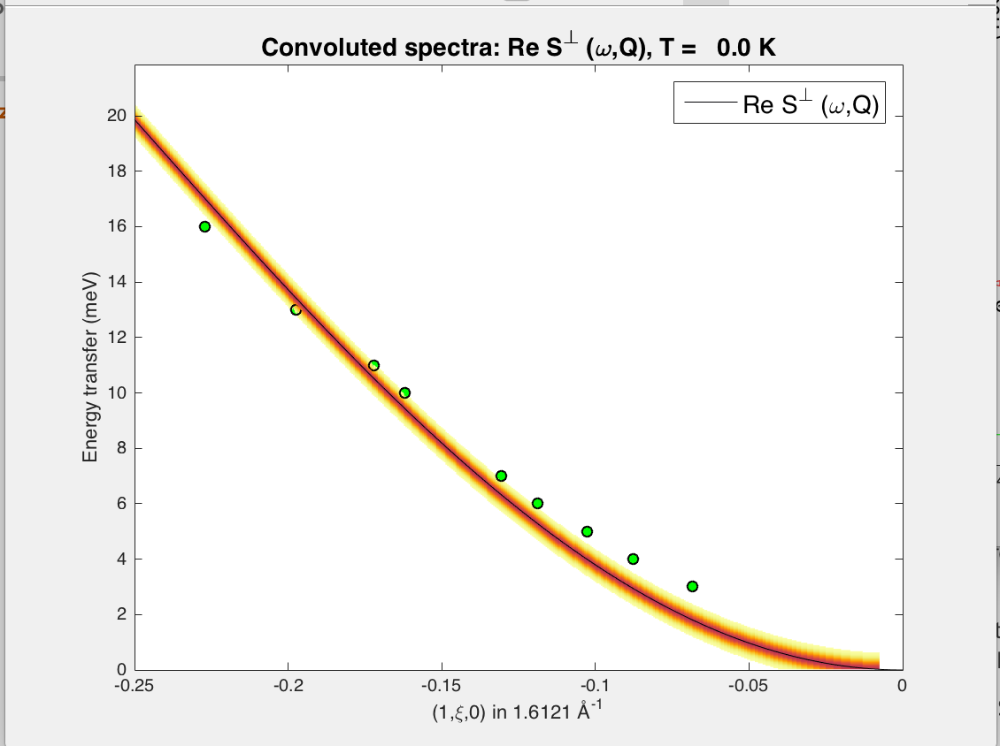 Convoluted spectra: Re S⊥ (ω,Q), T = 0.0 K
Re S⊥ (ω,Q)
20
18
16
14
12
10
8
6
4
2
0
Energy transfer (meV)
-0.25 -0.2 -0.15 -0.1 -0.05 0
(1,ξ,0) in 1.6121 Å-1